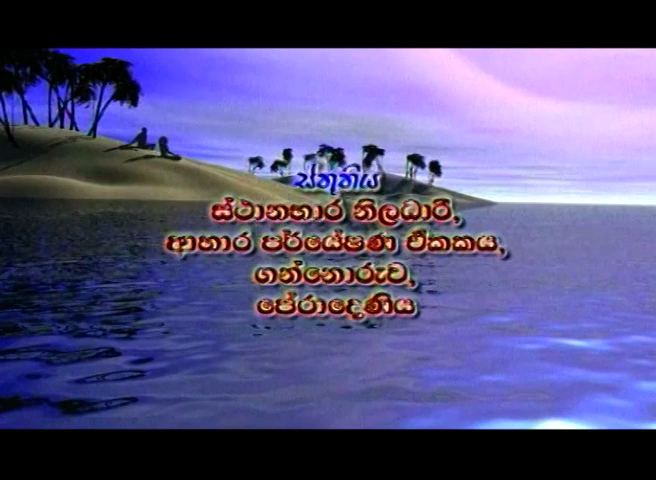 ස්තූතිය
ස්ථානභාර නිලධාරී,
ආහාර පර්යේෂණ ඒකකය,
ගන්නොරුව,
පේරාදෙණිය